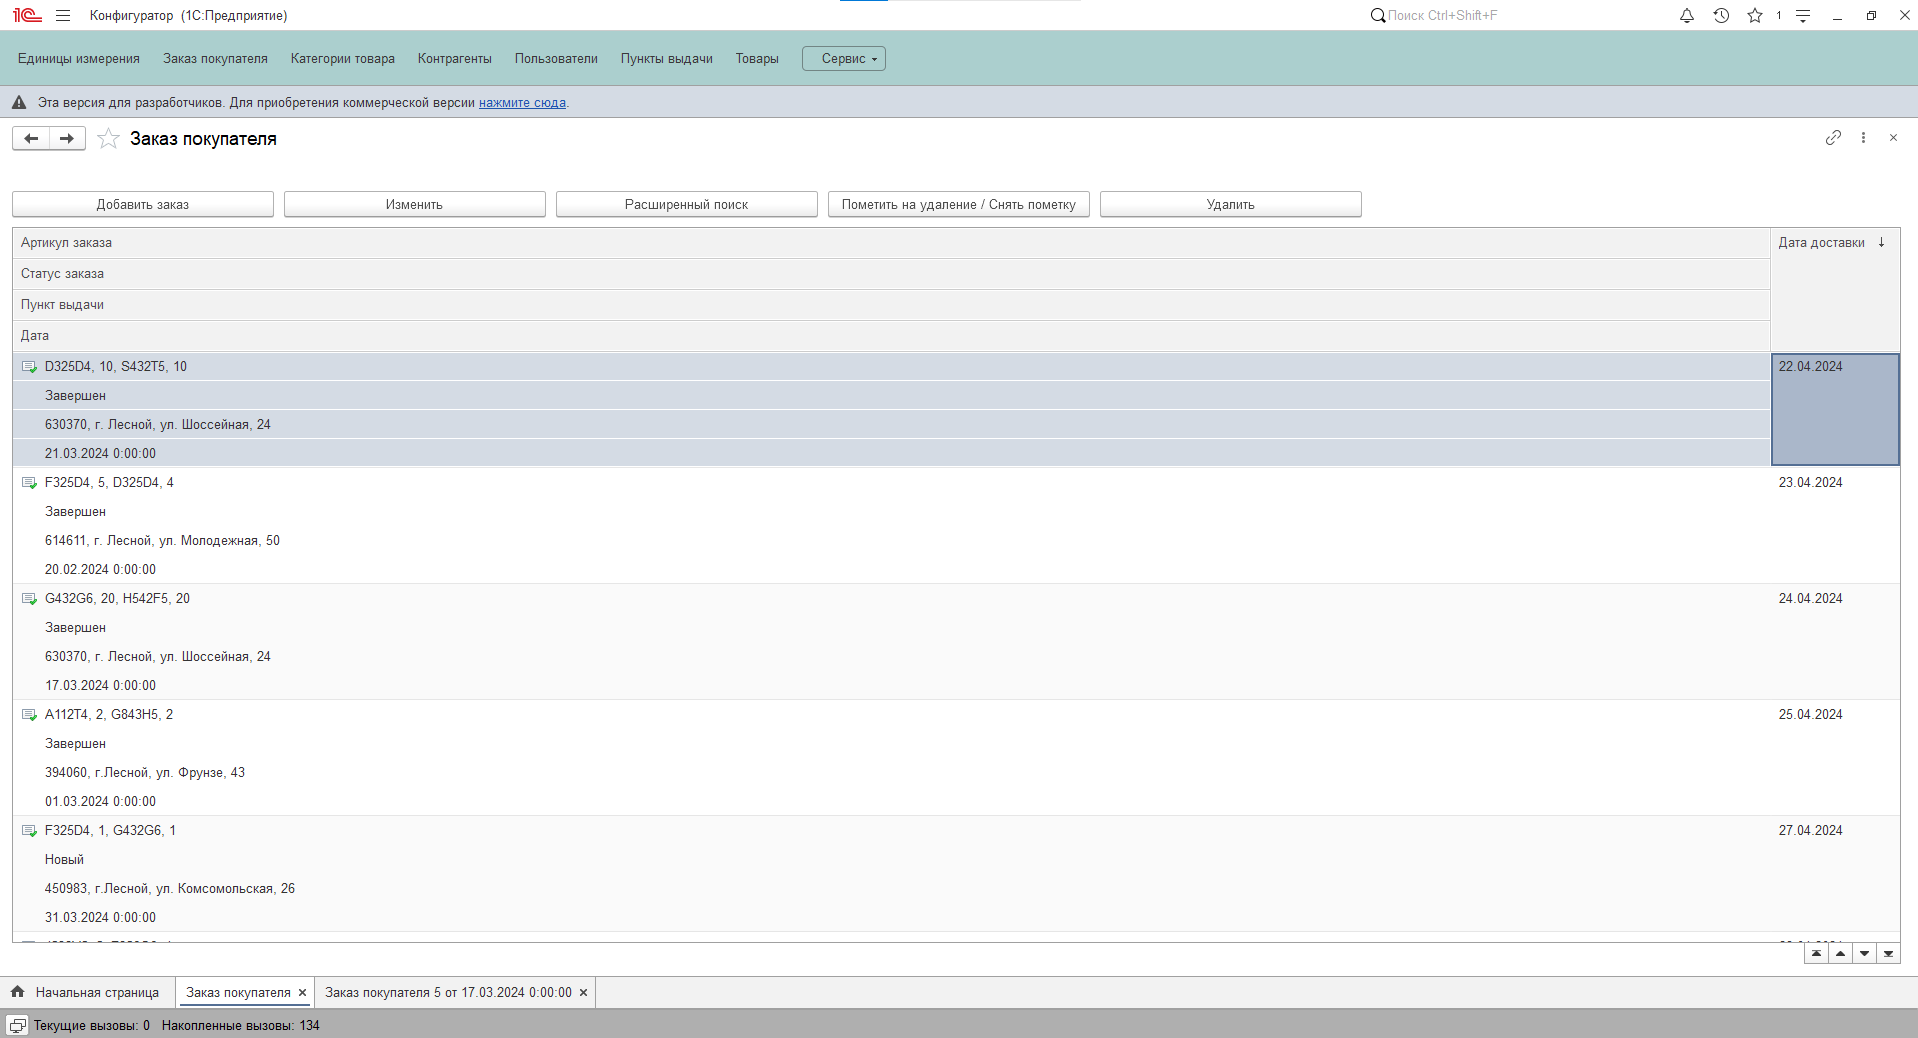 1С Конфигуратор (1С:Предприятие) Поиск Ctrl+Shift+F 1
Единицы измерения Заказ покупателя Категории товара Контрагенты Пользователи Пункты выдачи Товары Сервис
Эта версия для разработчиков. Для приобретения коммерческой версии нажмите сюда.
Заказ покупателя
Добавить заказ Изменить Расширенный поиск Пометить на удаление / Снять пометку Удалить
Артикул заказа Дата доставки ↓
Статус заказа
Пункт выдачи
Дата
D325D4, 10, S432T5, 10 22.04.2024
Завершен
630370, г. Лесной, ул. Шоссейная, 24
21.03.2024 0:00:00
F325D4, 5, D325D4, 4 23.04.2024
Завершен
614611, г. Лесной, ул. Молодежная, 50
20.02.2024 0:00:00
G432G6, 20, H542F5, 20 24.04.2024
Завершен
630370, г. Лесной, ул. Шоссейная, 24
17.03.2024 0:00:00
A112T4, 2, G843H5, 2 25.04.2024
Завершен
394060, г.Лесной, ул. Фрунзе, 43
01.03.2024 0:00:00
F325D4, 1, G432G6, 1 27.04.2024
Новый
450983, г.Лесной, ул. Комсомольская, 26
31.03.2024 0:00:00
Начальная страница Заказ покупателя × Заказ покупателя 5 от 17.03.2024 0:00:00 ×
Текущие вызовы: 0 Накопленные вызовы: 134